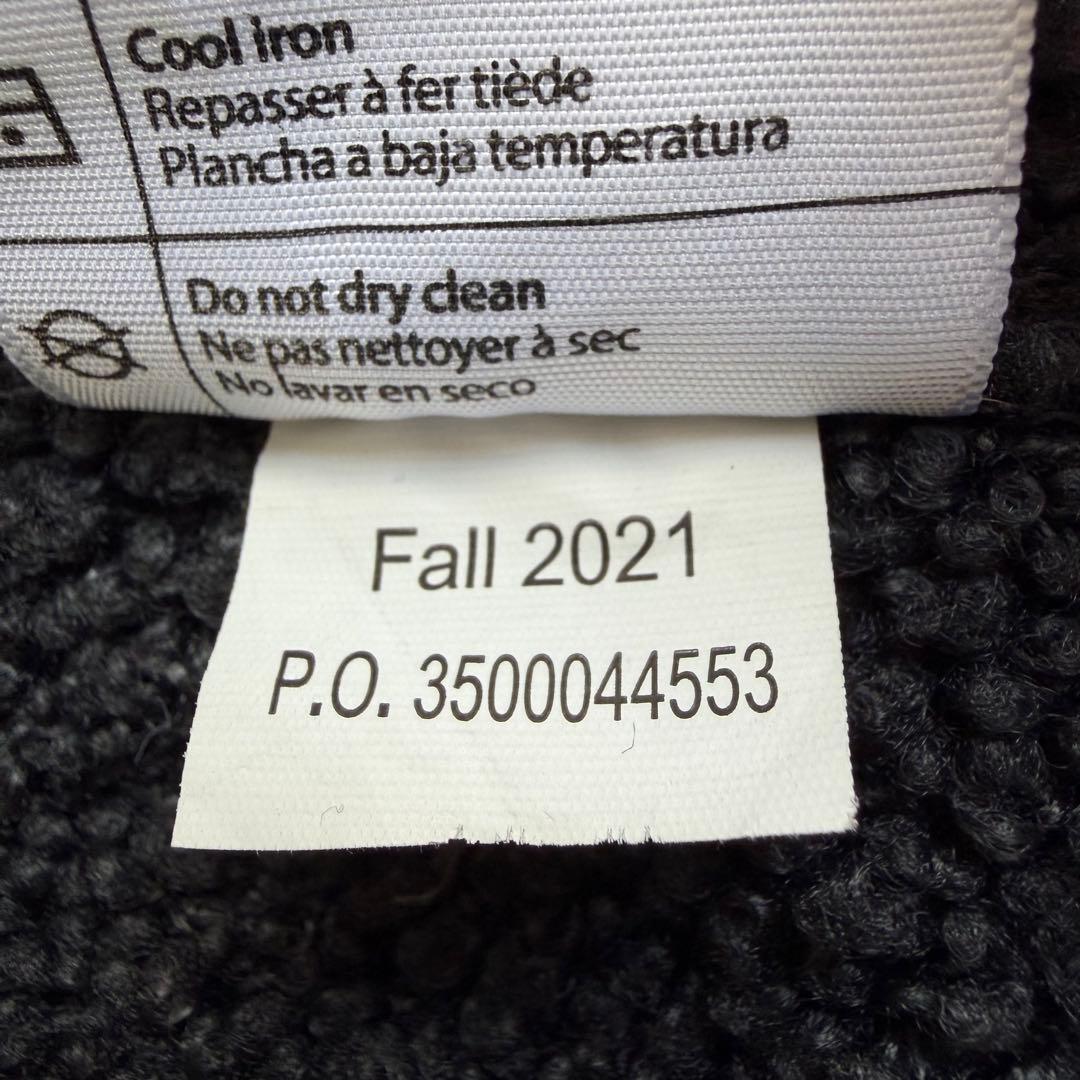 Cool iron
Repasser à fer tiède
Plancha a baja temperatura
Do not dry clean
Ne pas nettoyer à sec
No lavar en seco
Fall 2021
P.O. 3500044553